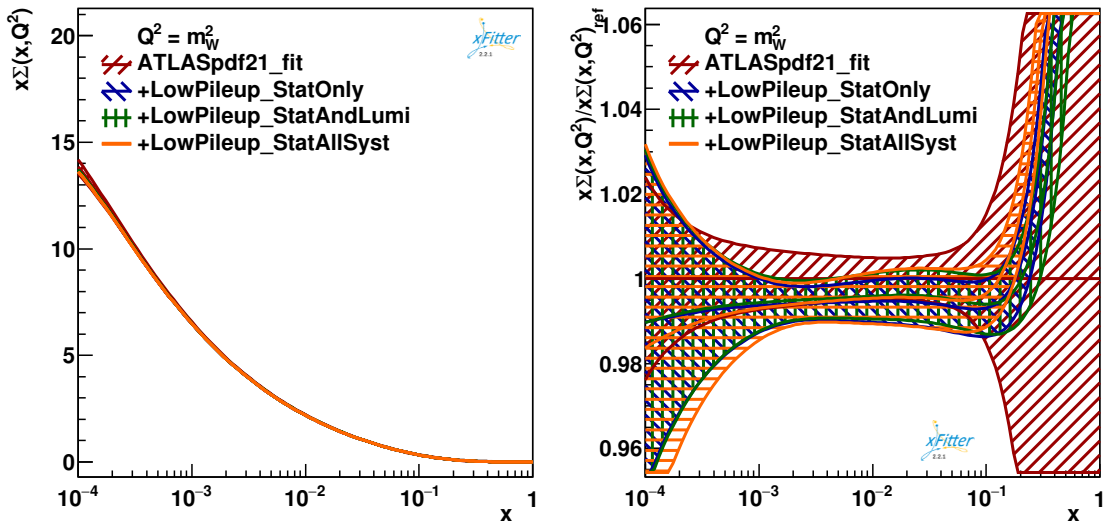 xΣ(x,Q²)
20
15
10
5
0
Q² = m²_W
ATLASpdf21_fit
+LowPileup_StatOnly
+LowPileup_StatAndLumi
+LowPileup_StatAllSyst
xFitter
2.2.1
10⁻⁴ 10⁻³ 10⁻² 10⁻¹ 1
x
xΣ(x,Q²)/xΣ(x,Q²)_ref
1.06
1.04
1.02
1
0.98
0.96
Q² = m²_W
ATLASpdf21_fit
+LowPileup_StatOnly
+LowPileup_StatAndLumi
+LowPileup_StatAllSyst
xFitter
2.2.1
10⁻⁴ 10⁻³ 10⁻² 10⁻¹ 1
x